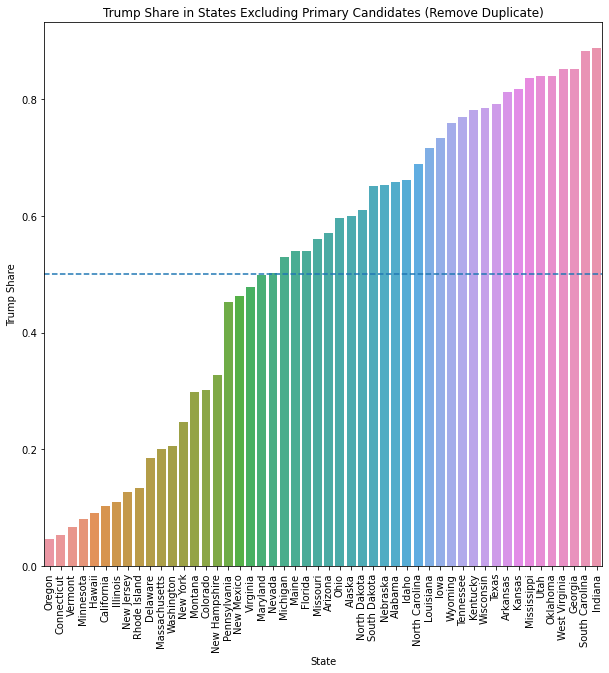 Trump Share in States Excluding Primary Candidates (Remove Duplicate)
Trump Share
0.8
0.6
0.4
0.2
0.0
Oregon
Connecticut
Vermont
Minnesota
Hawaii
California
Illinois
New Jersey
Rhode Island
Delaware
Massachusetts
Washington
New York
Montana
Colorado
New Hampshire
Pennsylvania
New Mexico
Virginia
Maryland
Nevada
Michigan
Maine
Florida
Missouri
Arizona
Ohio
Alaska
North Dakota
South Dakota
Nebraska
Alabama
Idaho
North Carolina
Louisiana
Iowa
Wyoming
Tennessee
Kentucky
Wisconsin
Texas
Arkansas
Kansas
Mississippi
Utah
Oklahoma
West Virginia
Georgia
South Carolina
Indiana
State